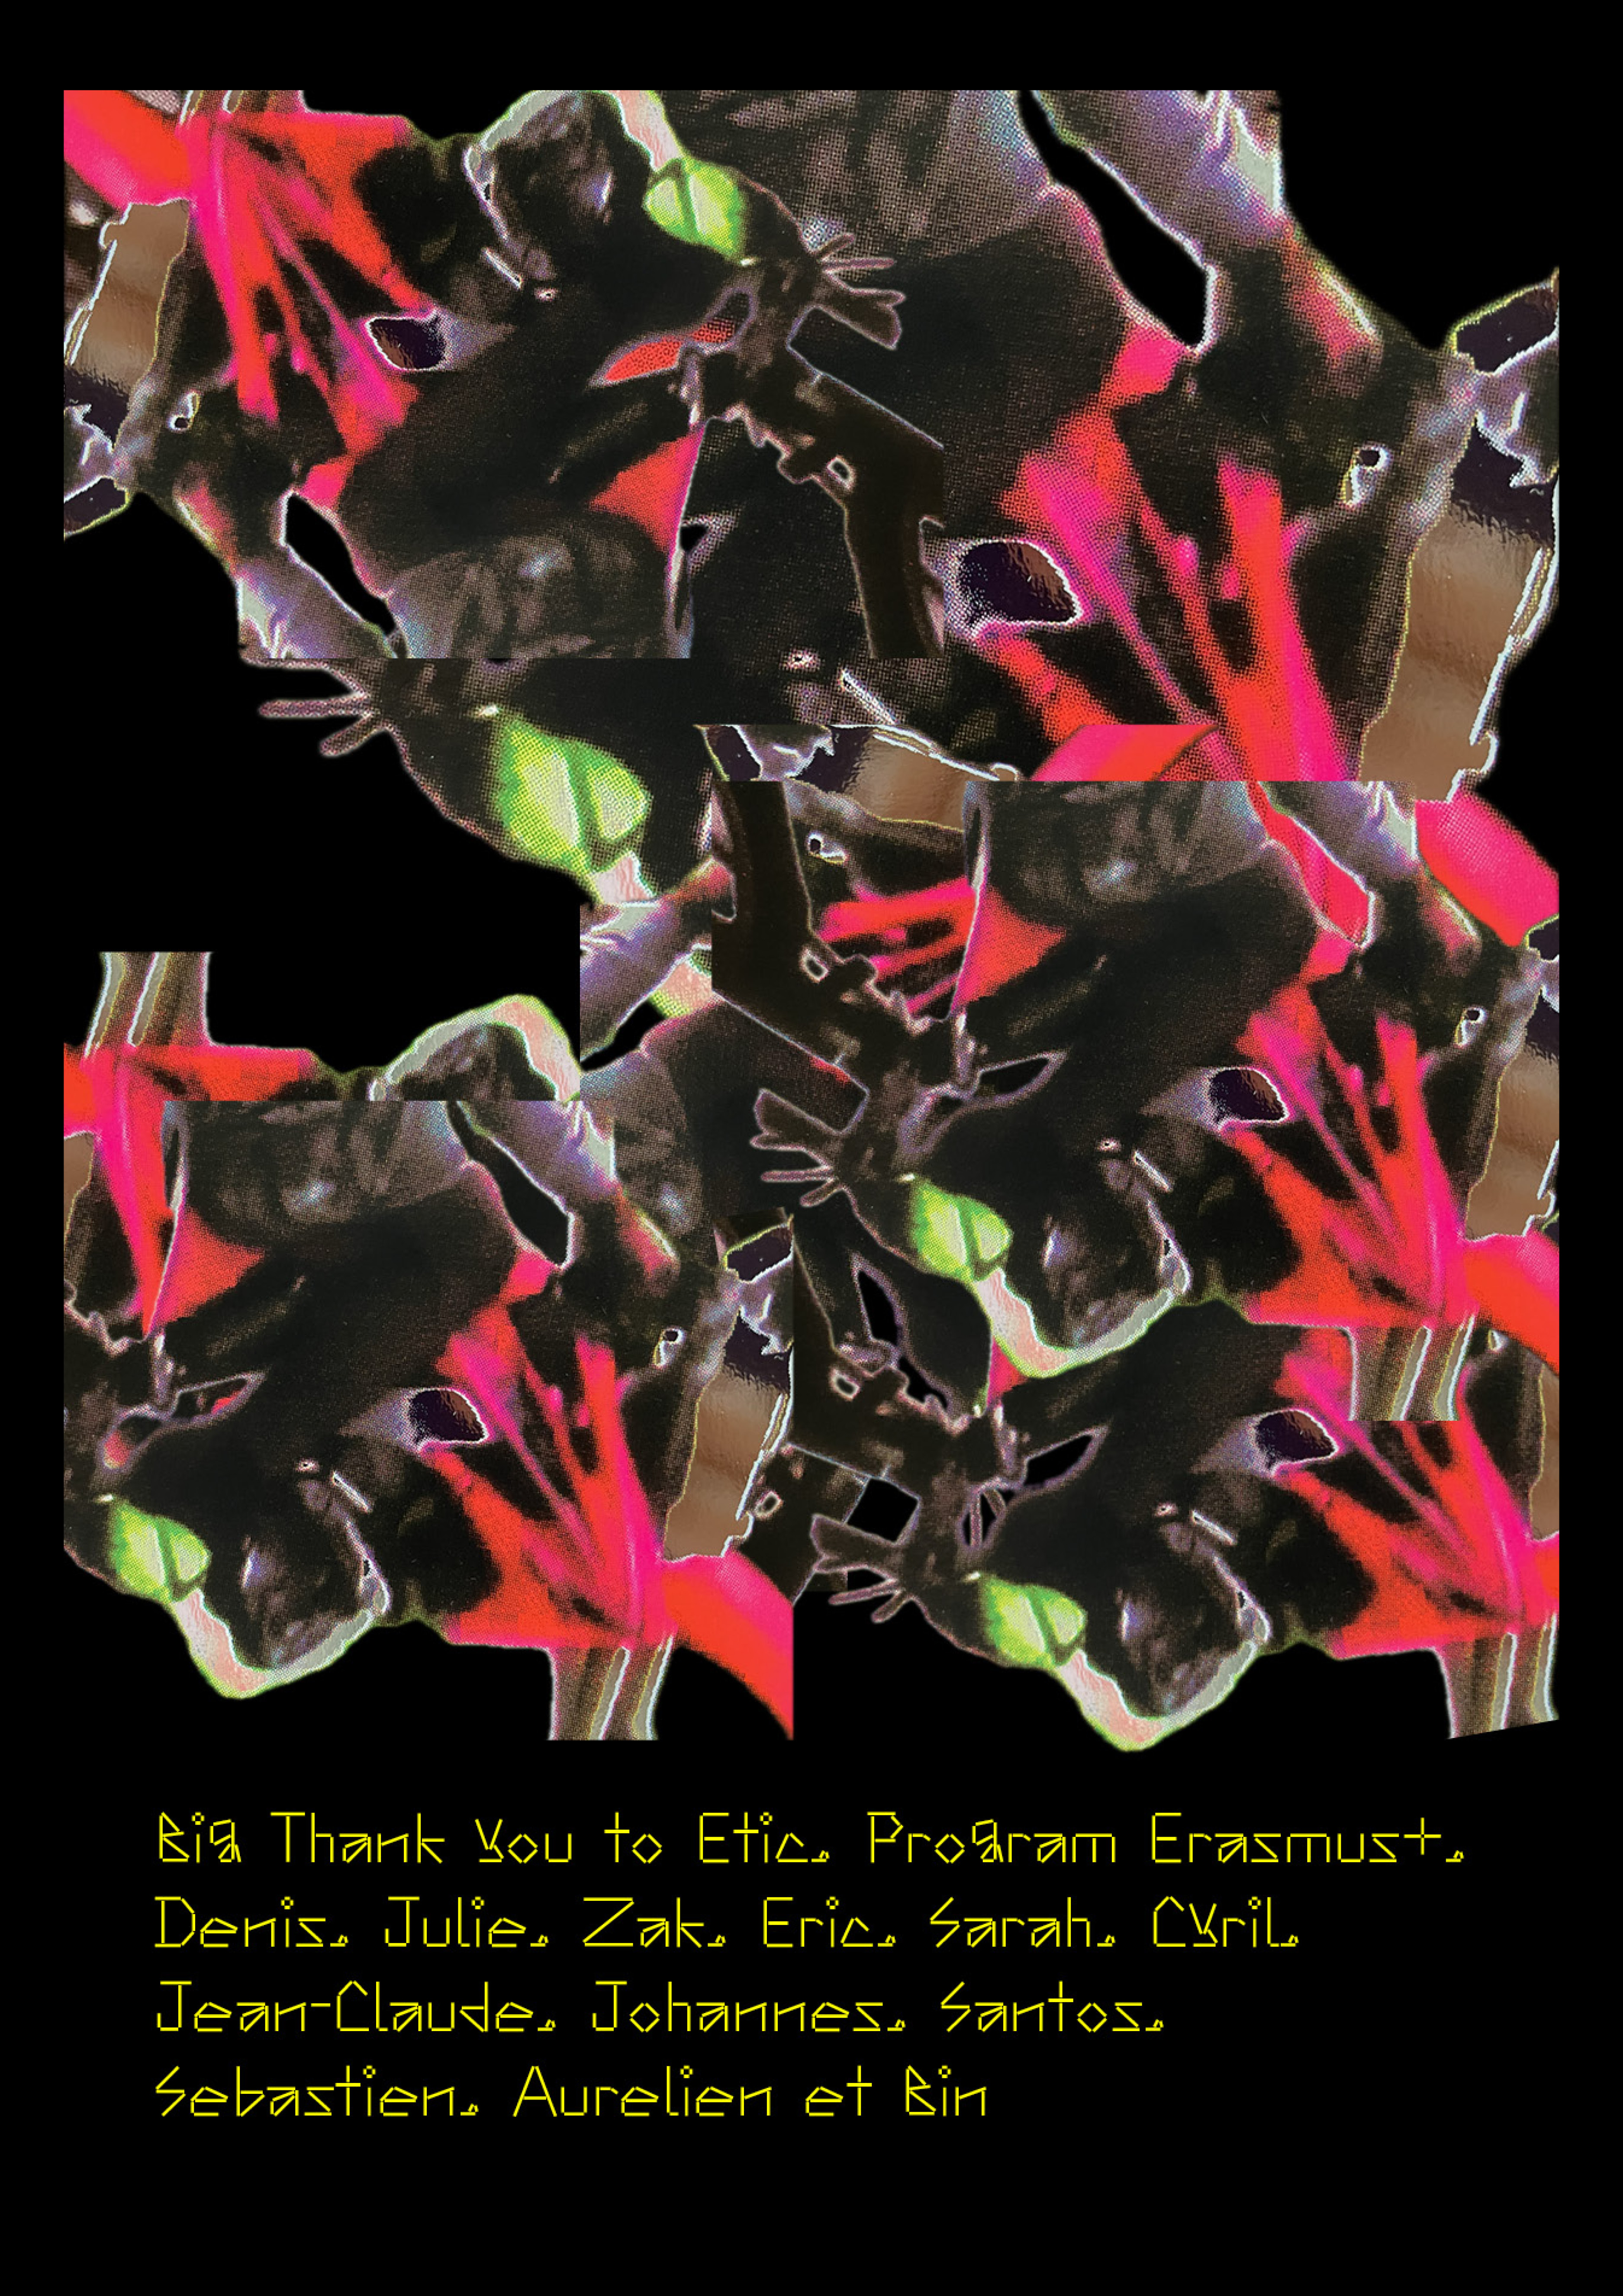 Big Thank you to Etic, Program Erasmus+,
Denis, Julie, Zak, Eric, Sarah, Cyril,
Jean-Claude, Johannes, Santos,
Sebastien, Aurelien et Bin